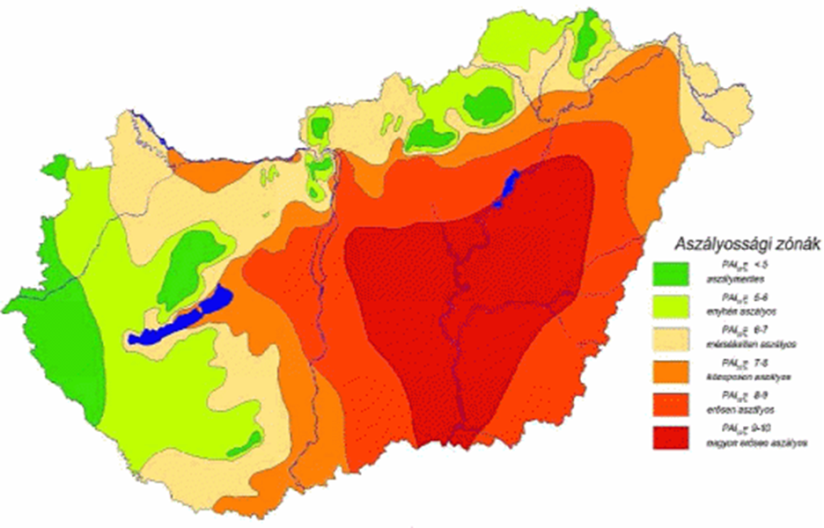 Aszályossági zónák
PAI <5
aszálymentes
PAI 5-6
enyhén aszályos
PAI 6-7
mérsékelten aszályos
PAI 7-8
közepesen aszályos
PAI 8-9
erősen aszályos
PAI 9-10
nagyon erősen aszályos